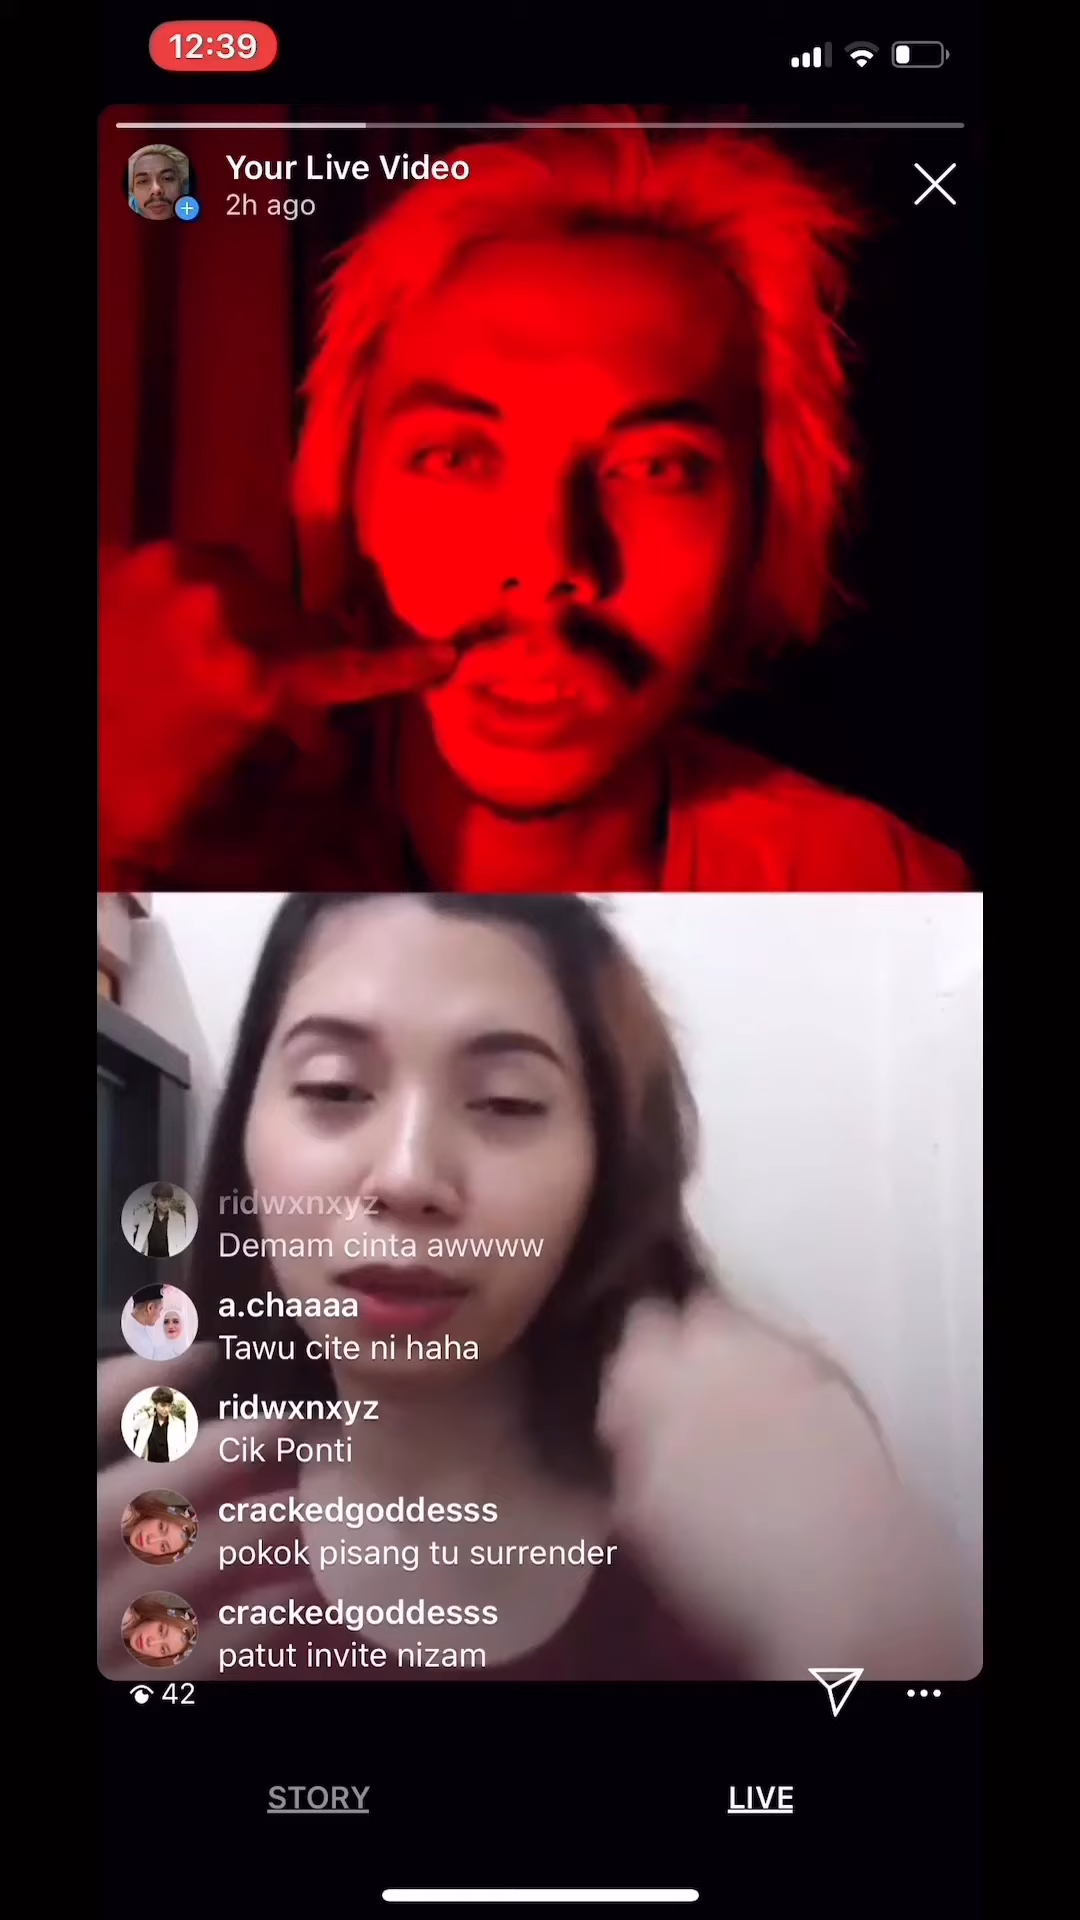 12:39
Your Live Video
2h ago
ridwxnxyz
Demam cinta awwww
a.chaaaa
Tawu cite ni haha
ridwxnxyz
Cik Ponti
crackedgoddesss
pokok pisang tu surrender
crackedgoddesss
patut invite nizam
42
STORY
LIVE